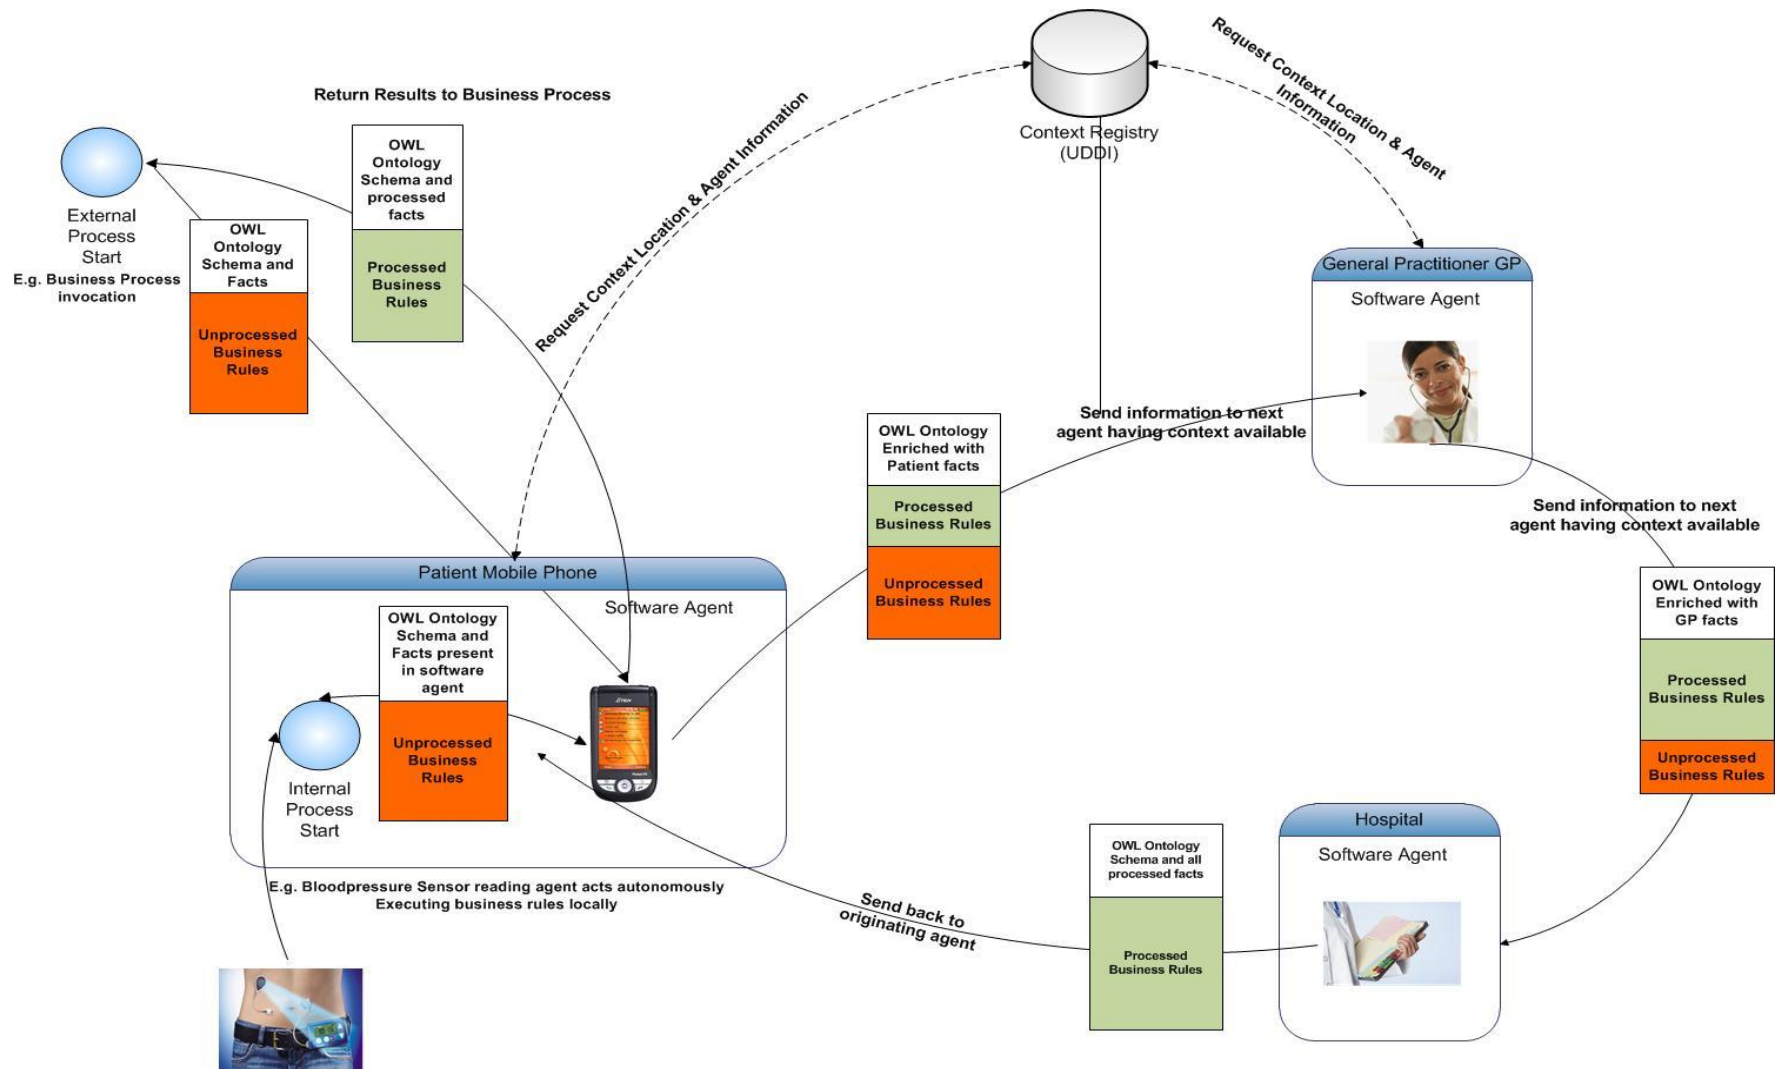 Return Results to Business Process
OWL
Ontology
Schema and
processed
facts
Processed
Business
Rules
External
Process
Start
E.g. Business Process
invocation
OWL
Ontology
Schema and
Facts
Unprocessed
Business
Rules
Request Context Location & Agent Information
Context Registry
(UDDI)
Request Context Location & Agent
Information
General Practitioner GP
Software Agent
Send information to next
agent having context available
OWL Ontology
Enriched with
Patient facts
Processed
Business Rules
Unprocessed
Business Rules
Send information to next
agent having context available
OWL Ontology
Enriched with
GP facts
Processed
Business Rules
Unprocessed
Business Rules
Patient Mobile Phone
Software Agent
OWL Ontology
Schema and
Facts present
in software
agent
Unprocessed
Business
Rules
Internal
Process
Start
E.g. Bloodpressure Sensor reading agent acts autonomously
Executing business rules locally
Hospital
Software Agent
OWL Ontology
Schema and all
processed facts
Processed
Business Rules
Send back to
originating agent